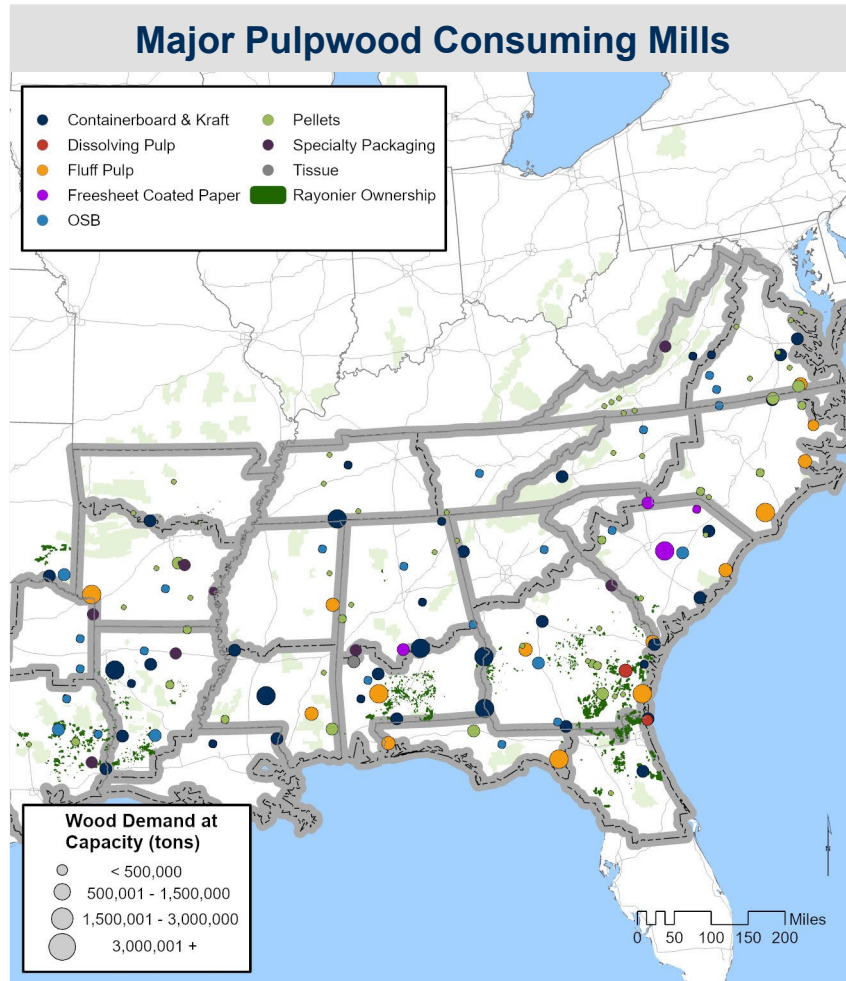 Major Pulpwood Consuming Mills
Containerboard & Kraft
Dissolving Pulp
Fluff Pulp
Freesheet Coated Paper
OSB
Pellets
Specialty Packaging
Tissue
Rayonier Ownership
Wood Demand at
Capacity (tons)
< 500,000
500,001 - 1,500,000
1,500,001 - 3,000,000
3,000,001 +
Miles
0 50 100 150 200